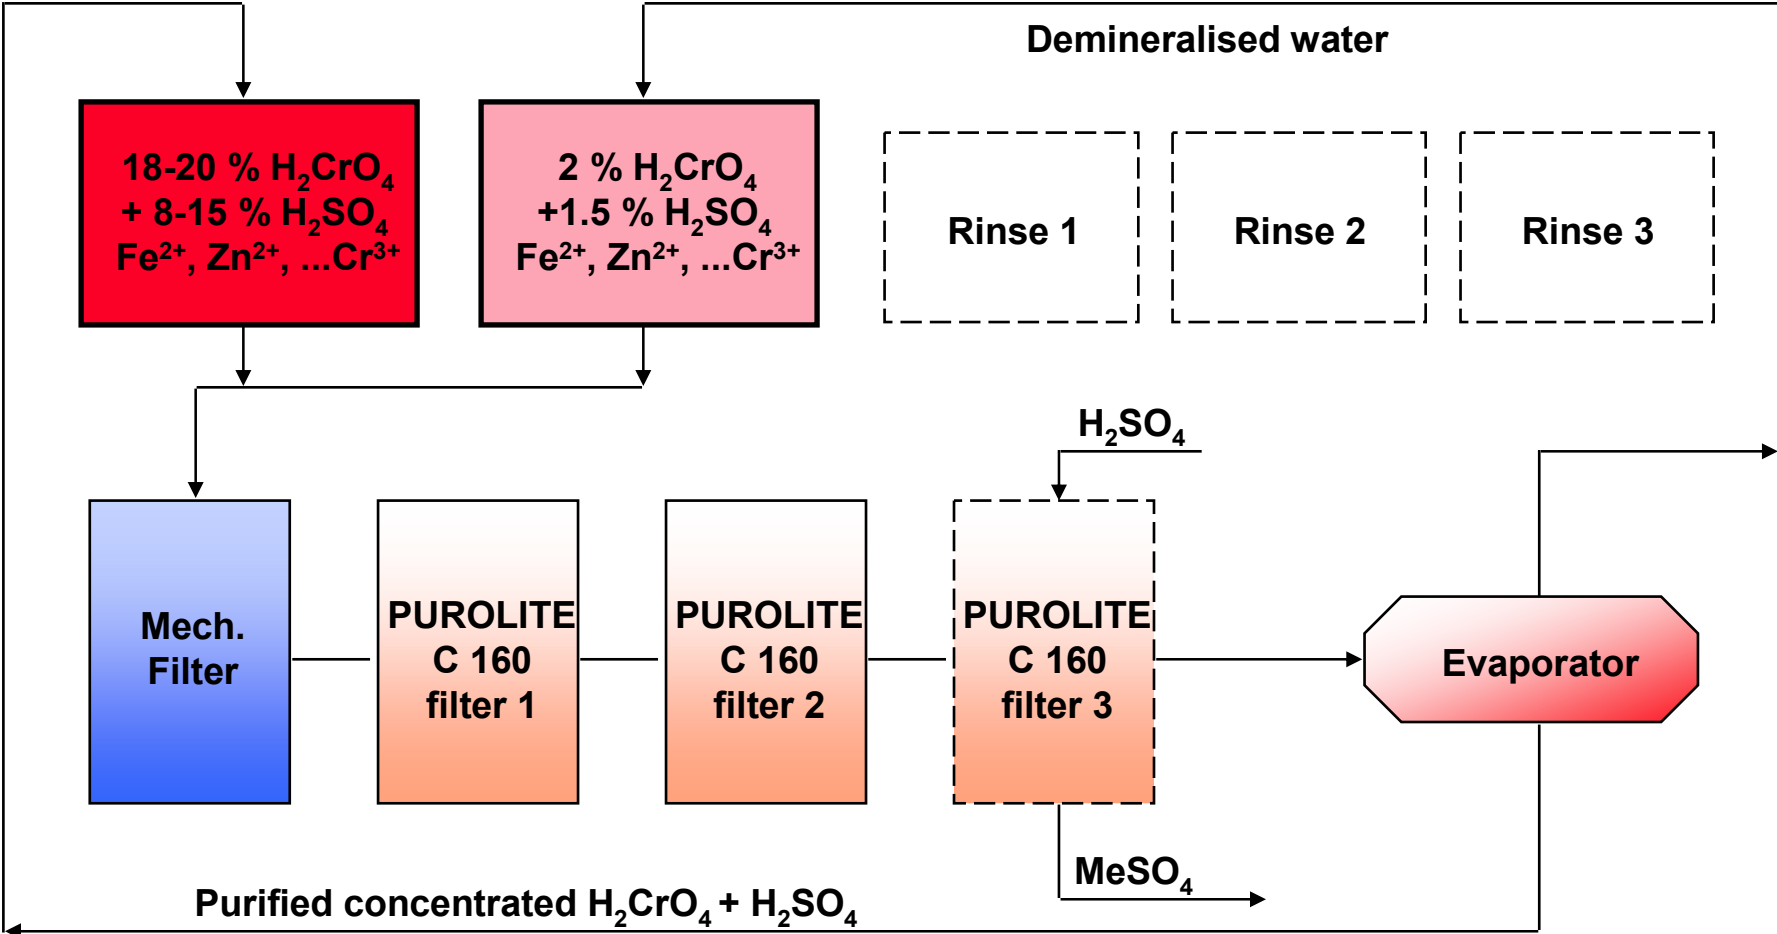 Demineralised water
18-20 % H₂CrO₄
+ 8-15 % H₂SO₄
Fe²⁺, Zn²⁺, ...Cr³⁺
2 % H₂CrO₄
+1.5 % H₂SO₄
Fe²⁺, Zn²⁺, ...Cr³⁺
Rinse 1
Rinse 2
Rinse 3
H₂SO₄
Mech.
Filter
PUROLITE
C 160
filter 1
PUROLITE
C 160
filter 2
PUROLITE
C 160
filter 3
Evaporator
MeSO₄
Purified concentrated H₂CrO₄ + H₂SO₄